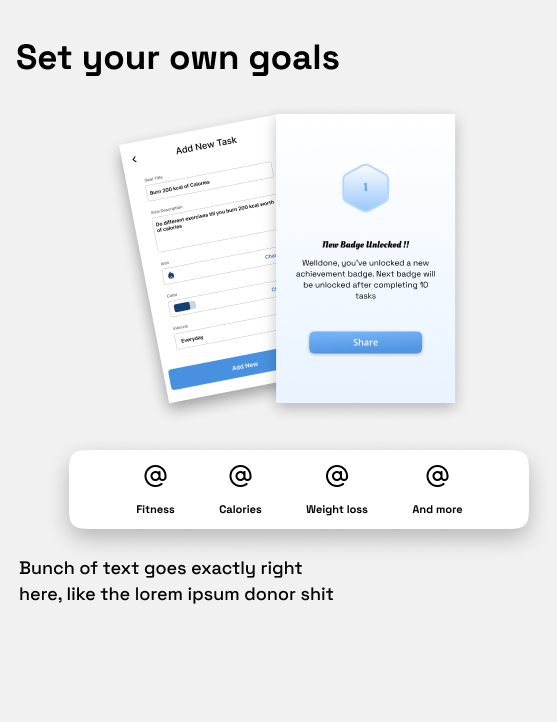 Set your own goals
Add New Task
Goal Title
Burn 200 kcal of Calories
Goal Description
Do different exercises till you burn 200 kcal worth
of calories
Icon
Color
Interval
Everyday
Add New
1
New Badge Unlocked !!
Welldone, you've unlocked a new
achievement badge. Next badge will
be unlocked after completing 10
tasks
Share
@ @ @ @
Fitness Calories Weight loss And more
Bunch of text goes exactly right
here, like the lorem ipsum donor shit